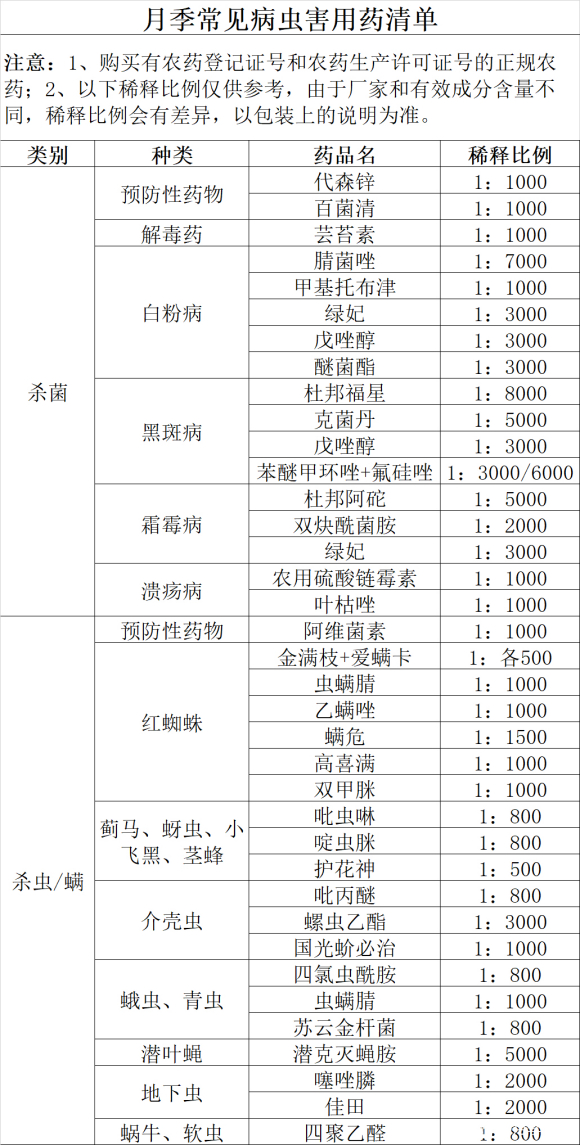 月季常见病虫害用药清单
注意：1、购买有农药登记证号和农药生产许可证号的正规农
药；2、以下稀释比例仅供参考，由于厂家和有效成分含量不
同，稀释比例会有差异，以包装上的说明为准。
类别 种类 药品名 稀释比例
杀菌 预防性药物 代森锌 1：1000
百菌清 1：1000
解毒药 芸苔素 1：1000
白粉病 腈菌唑 1：7000
甲基托布津 1：1000
绿妃 1：3000
戊唑醇 1：3000
醚菌酯 1：3000
黑斑病 杜邦福星 1：8000
克菌丹 1：5000
戊唑醇 1：3000
苯醚甲环唑+氟硅唑 1：3000/6000
霜霉病 杜邦阿砣 1：5000
双炔酰菌胺 1：2000
绿妃 1：3000
溃疡病 农用硫酸链霉素 1：1000
叶枯唑 1：1000
杀虫/螨 预防性药物 阿维菌素 1：1000
红蜘蛛 金满枝+爱螨卡 1：各500
虫螨腈 1：1000
乙螨唑 1：1000
螨危 1：1500
高喜满 1：1000
双甲脒 1：1000
蓟马、蚜虫、小
飞黑、茎蜂 吡虫啉 1：800
啶虫脒 1：800
护花神 1：500
介壳虫 吡丙醚 1：800
螺虫乙酯 1：3000
国光蚧必治 1：1000
蛾虫、青虫 四氯虫酰胺 1：800
虫螨腈 1：1000
苏云金杆菌 1：800
潜叶蝇 潜克灭蝇胺 1：5000
地下虫 噻唑膦 1：2000
佳田 1：2000
蜗牛、软虫 四聚乙醛 1：800